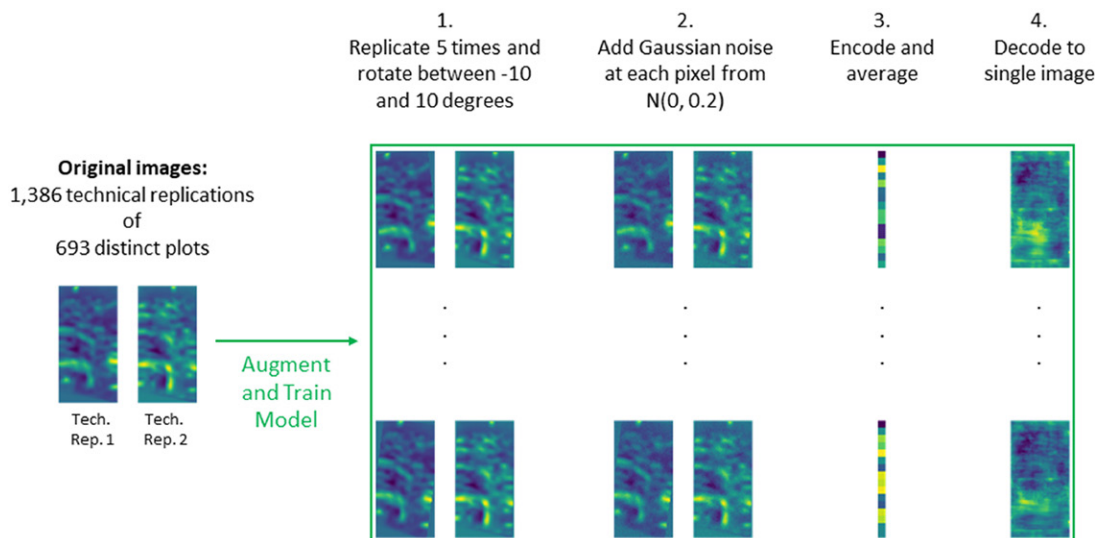 1.
Replicate 5 times and
rotate between -10
and 10 degrees
2.
Add Gaussian noise
at each pixel from
N(0, 0.2)
3.
Encode and
average
4.
Decode to
single image
Original images:
1,386 technical replications
of
693 distinct plots
Tech.
Rep. 1
Tech.
Rep. 2
Augment
and Train
Model